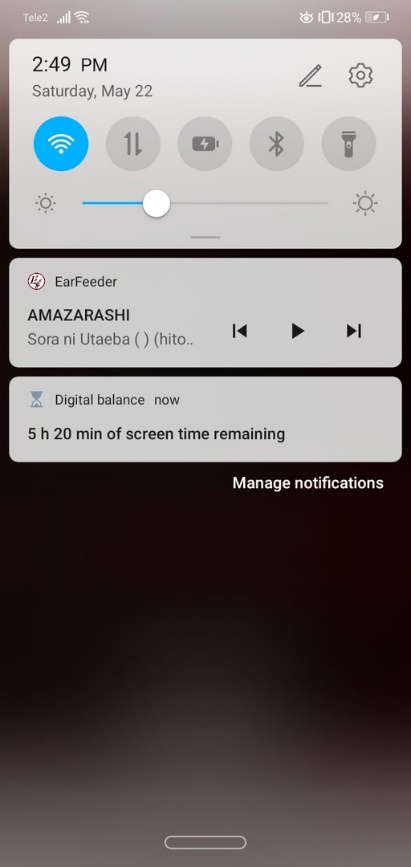 Tele2 28%
2:49 PM
Saturday, May 22
EarFeeder
AMAZARASHI
Sora ni Utaeba ( ) (hito..
Digital balance now
5 h 20 min of screen time remaining
Manage notifications